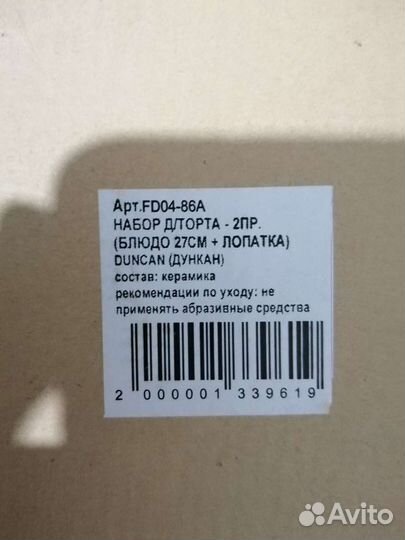 Арт.FD04-86A
НАБОР Д/ТОРТА - 2ПР.
(БЛЮДО 27СМ + ЛОПАТКА)
DUNCAN (ДУНКАН)
состав: керамика
рекомендации по уходу: не
применять абразивные средства
2 000001 339619
Avito